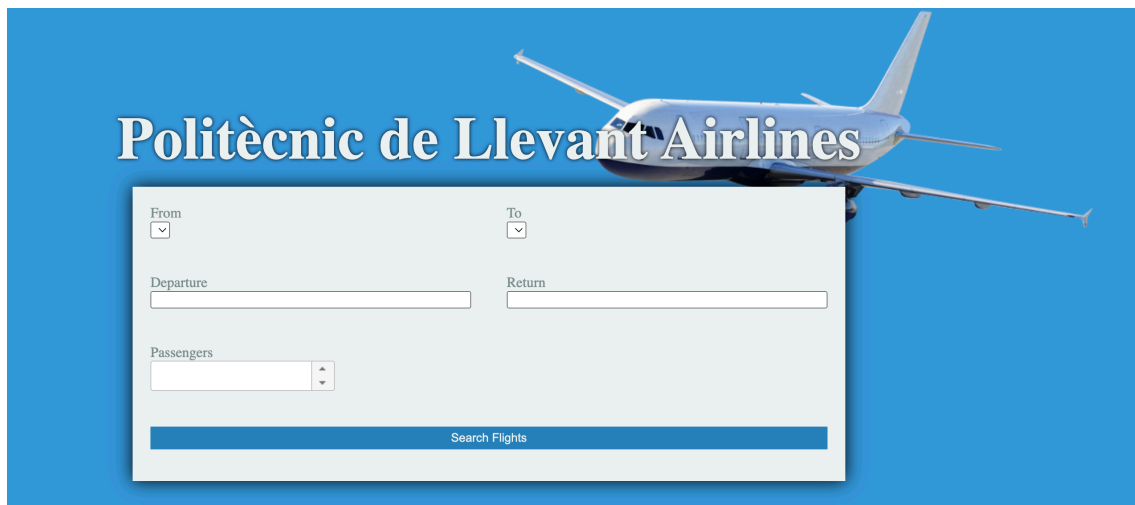 Politècnic de Llevant Airlines
From
To
Departure
Return
Passengers
Search Flights